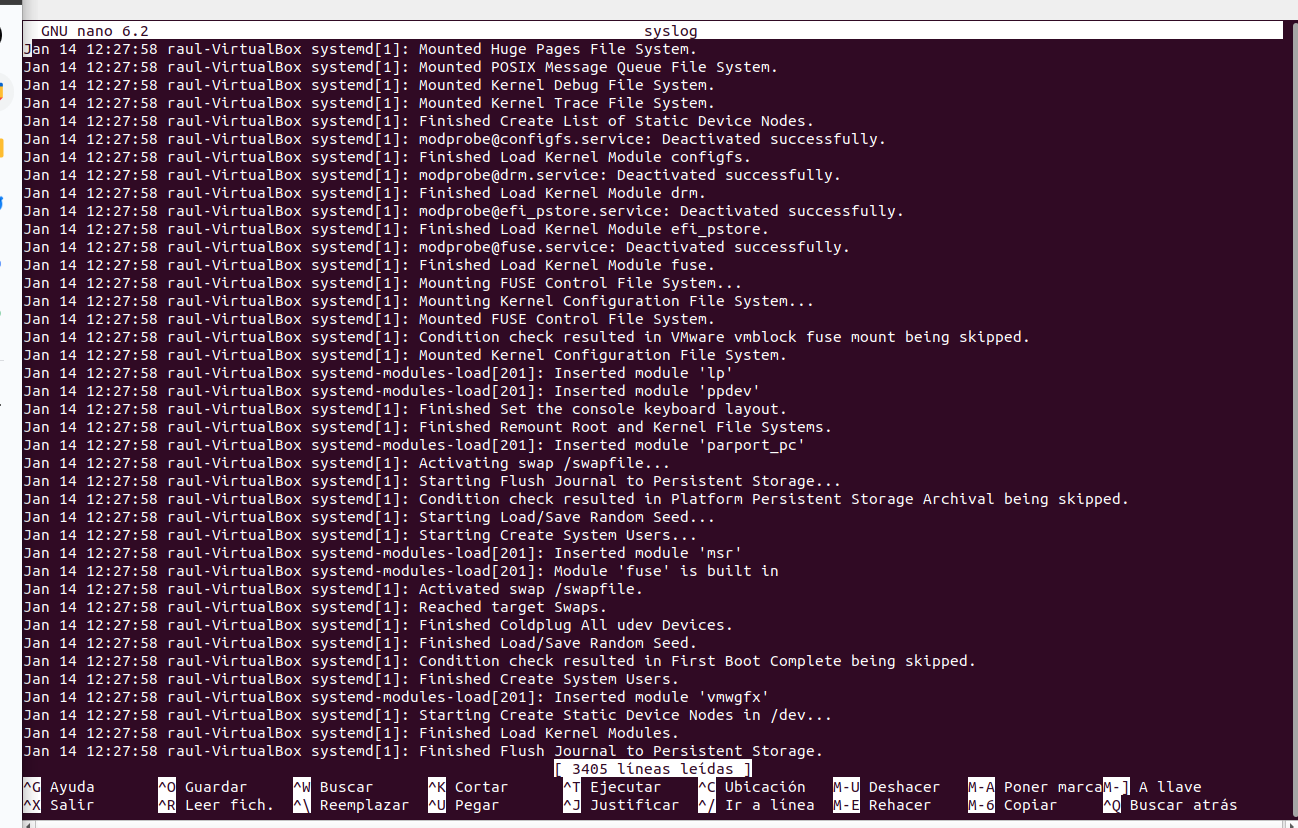 GNU nano 6.2 syslog
Jan 14 12:27:58 raul-VirtualBox systemd[1]: Mounted Huge Pages File System.
Jan 14 12:27:58 raul-VirtualBox systemd[1]: Mounted POSIX Message Queue File System.
Jan 14 12:27:58 raul-VirtualBox systemd[1]: Mounted Kernel Debug File System.
Jan 14 12:27:58 raul-VirtualBox systemd[1]: Mounted Kernel Trace File System.
Jan 14 12:27:58 raul-VirtualBox systemd[1]: Finished Create List of Static Device Nodes.
Jan 14 12:27:58 raul-VirtualBox systemd[1]: modprobe@configfs.service: Deactivated successfully.
Jan 14 12:27:58 raul-VirtualBox systemd[1]: Finished Load Kernel Module configfs.
Jan 14 12:27:58 raul-VirtualBox systemd[1]: modprobe@drm.service: Deactivated successfully.
Jan 14 12:27:58 raul-VirtualBox systemd[1]: Finished Load Kernel Module drm.
Jan 14 12:27:58 raul-VirtualBox systemd[1]: modprobe@efi_pstore.service: Deactivated successfully.
Jan 14 12:27:58 raul-VirtualBox systemd[1]: Finished Load Kernel Module efi_pstore.
Jan 14 12:27:58 raul-VirtualBox systemd[1]: modprobe@fuse.service: Deactivated successfully.
Jan 14 12:27:58 raul-VirtualBox systemd[1]: Finished Load Kernel Module fuse.
Jan 14 12:27:58 raul-VirtualBox systemd[1]: Mounting FUSE Control File System...
Jan 14 12:27:58 raul-VirtualBox systemd[1]: Mounting Kernel Configuration File System...
Jan 14 12:27:58 raul-VirtualBox systemd[1]: Mounted FUSE Control File System.
Jan 14 12:27:58 raul-VirtualBox systemd[1]: Condition check resulted in VMware vmblock fuse mount being skipped.
Jan 14 12:27:58 raul-VirtualBox systemd[1]: Mounted Kernel Configuration File System.
Jan 14 12:27:58 raul-VirtualBox systemd-modules-load[201]: Inserted module 'lp'
Jan 14 12:27:58 raul-VirtualBox systemd-modules-load[201]: Inserted module 'ppdev'
Jan 14 12:27:58 raul-VirtualBox systemd[1]: Finished Set the console keyboard layout.
Jan 14 12:27:58 raul-VirtualBox systemd[1]: Finished Remount Root and Kernel File Systems.
Jan 14 12:27:58 raul-VirtualBox systemd-modules-load[201]: Inserted module 'parport_pc'
Jan 14 12:27:58 raul-VirtualBox systemd[1]: Activating swap /swapfile...
Jan 14 12:27:58 raul-VirtualBox systemd[1]: Starting Flush Journal to Persistent Storage...
Jan 14 12:27:58 raul-VirtualBox systemd[1]: Condition check resulted in Platform Persistent Storage Archival being skipped.
Jan 14 12:27:58 raul-VirtualBox systemd[1]: Starting Load/Save Random Seed...
Jan 14 12:27:58 raul-VirtualBox systemd[1]: Starting Create System Users...
Jan 14 12:27:58 raul-VirtualBox systemd-modules-load[201]: Inserted module 'msr'
Jan 14 12:27:58 raul-VirtualBox systemd-modules-load[201]: Module 'fuse' is built in
Jan 14 12:27:58 raul-VirtualBox systemd[1]: Activated swap /swapfile.
Jan 14 12:27:58 raul-VirtualBox systemd[1]: Reached target Swaps.
Jan 14 12:27:58 raul-VirtualBox systemd[1]: Finished Coldplug All udev Devices.
Jan 14 12:27:58 raul-VirtualBox systemd[1]: Finished Load/Save Random Seed.
Jan 14 12:27:58 raul-VirtualBox systemd[1]: Condition check resulted in First Boot Complete being skipped.
Jan 14 12:27:58 raul-VirtualBox systemd[1]: Finished Create System Users.
Jan 14 12:27:58 raul-VirtualBox systemd-modules-load[201]: Inserted module 'vmwgfx'
Jan 14 12:27:58 raul-VirtualBox systemd[1]: Starting Create Static Device Nodes in /dev...
Jan 14 12:27:58 raul-VirtualBox systemd[1]: Finished Load Kernel Modules.
Jan 14 12:27:58 raul-VirtualBox systemd[1]: Finished Flush Journal to Persistent Storage.
[ 3405 líneas leídas ]
^G Ayuda ^O Guardar ^W Buscar ^K Cortar ^T Ejecutar ^C Ubicación M-U Deshacer M-A Poner marca M-] A llave
^X Salir ^R Leer fich. ^\ Reemplazar ^U Pegar ^J Justificar ^/ Ir a línea M-E Rehacer M-6 Copiar ^Q Buscar atrás